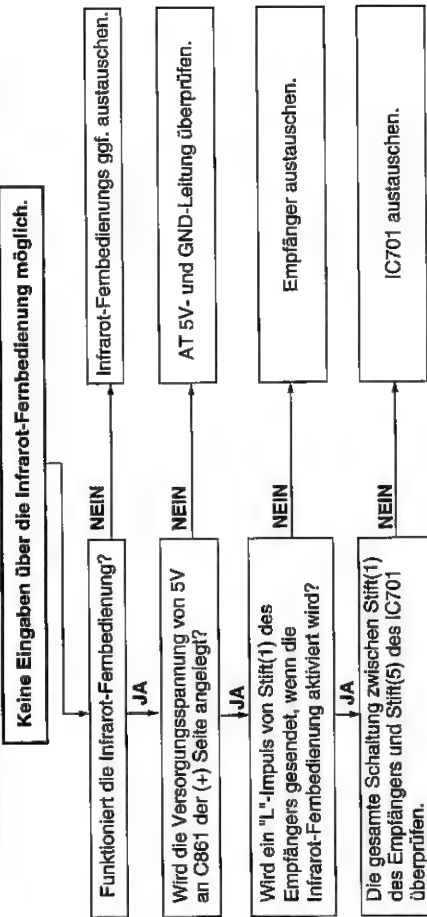 Keine Eingaben über die Infrarot-Fernbedienung möglich.
Funktioniert die Infrarot-Fernbedienung?
NEIN
Infrarot-Fernbedienungs ggf. austauschen.
JA
Wird die Versorgungsspannung von 5V
an C861 der (+) Seite angelegt?
NEIN
AT 5V- und GND-Leitung überprüfen.
JA
Wird ein "L"-Impuls von Stift(1) des
Empfängers gesendet, wenn die
Infrarot-Fernbedienung aktiviert wird?
NEIN
Empfänger austauschen.
JA
Die gesamte Schaltung zwischen Stift(1)
des Empfängers und Stift(5) des IC701
überprüfen.
NEIN
IC701 austauschen.